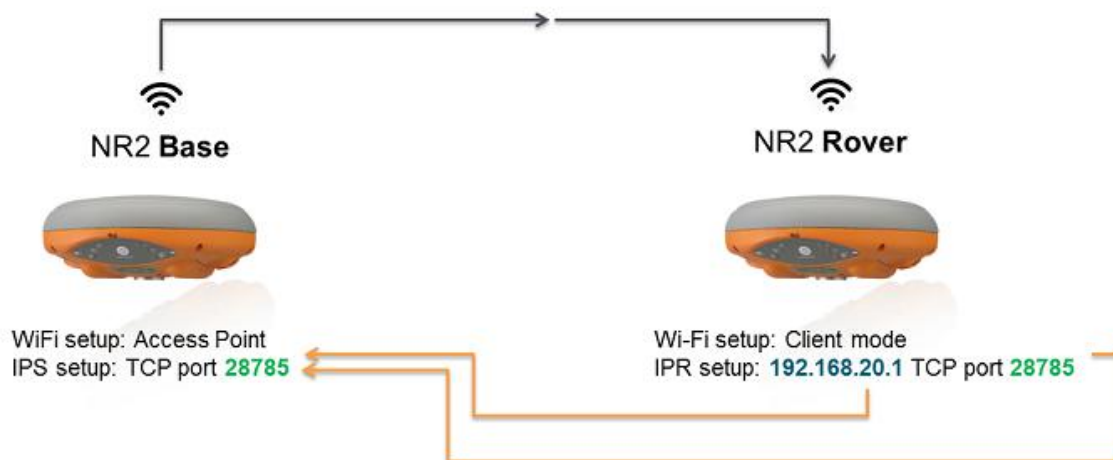 NR2 Base
NR2 Rover
WiFi setup: Access Point
IPS setup: TCP port 28785
Wi-Fi setup: Client mode
IPR setup: 192.168.20.1 TCP port 28785